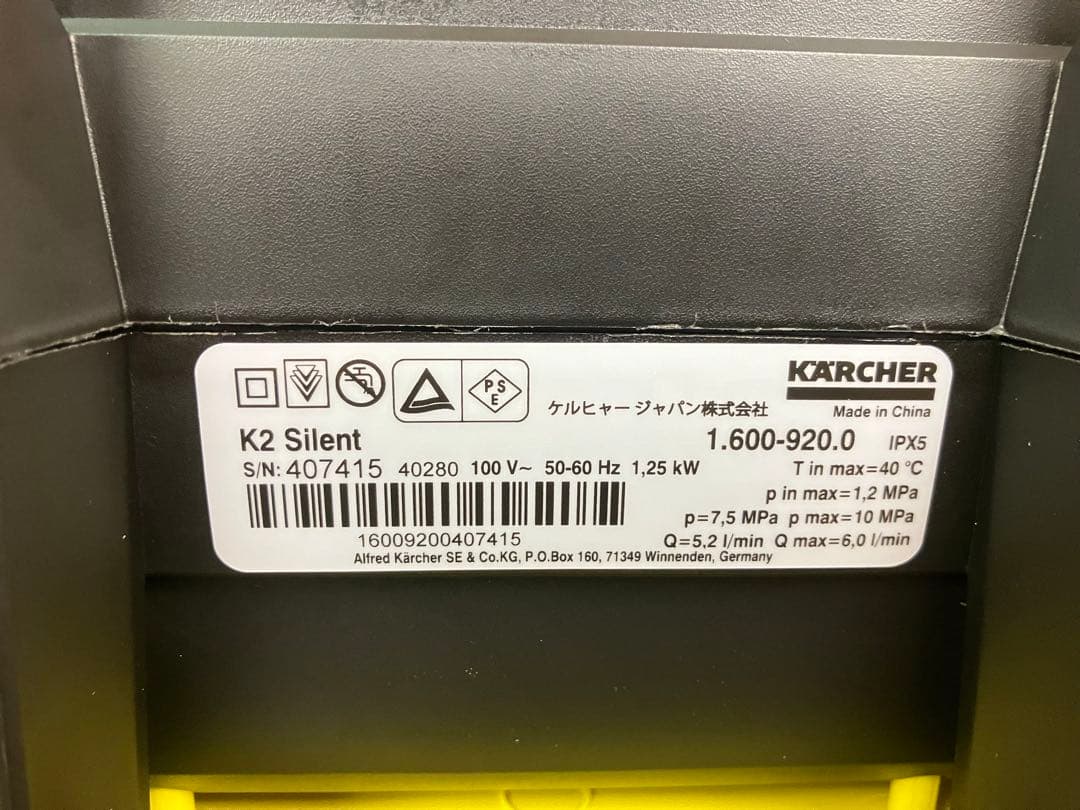 PS
E
ケルヒャー ジャパン株式会社
KÄRCHER
Made in China
K2 Silent
1.600-920.0 IPX5
S/N: 407415 40280 100 V~ 50-60 Hz 1,25 kW
T in max=40 °C
p in max=1,2 MPa
p=7,5 MPa p max=10 MPa
Q=5,2 l/min Q max=6,0 l/min
16009200407415
Alfred Kärcher SE & Co.KG, P.O.Box 160, 71349 Winnenden, Germany